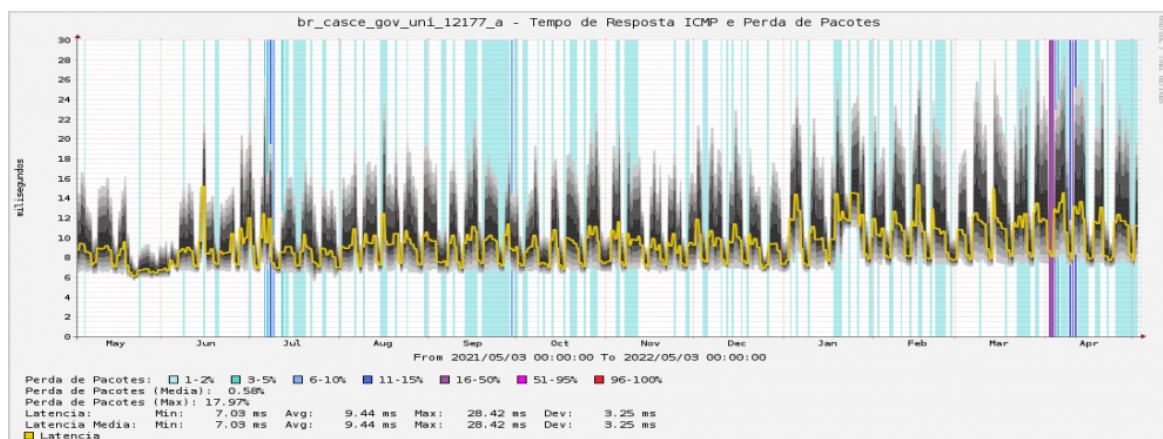 br_casce_gov_uni_12177_a - Tempo de Resposta ICMP e Perda de Pacotes
30
28
26
24
22
20
18
16
14
12
10
8
6
4
2
0
milisegundos
May Jun Jul Aug Sep Oct Nov Dec Jan Feb Mar Apr
From 2021/05/03 00:00:00 To 2022/05/03 00:00:00
Perda de Pacotes: 1-2% 3-5% 6-10% 11-15% 16-50% 51-95% 96-100%
Perda de Pacotes (Media): 0.58%
Perda de Pacotes (Max): 17.97%
Latencia: Min: 7.03 ms Avg: 9.44 ms Max: 28.42 ms Dev: 3.25 ms
Latencia Media: Min: 7.03 ms Avg: 9.44 ms Max: 28.42 ms Dev: 3.25 ms
Latencia